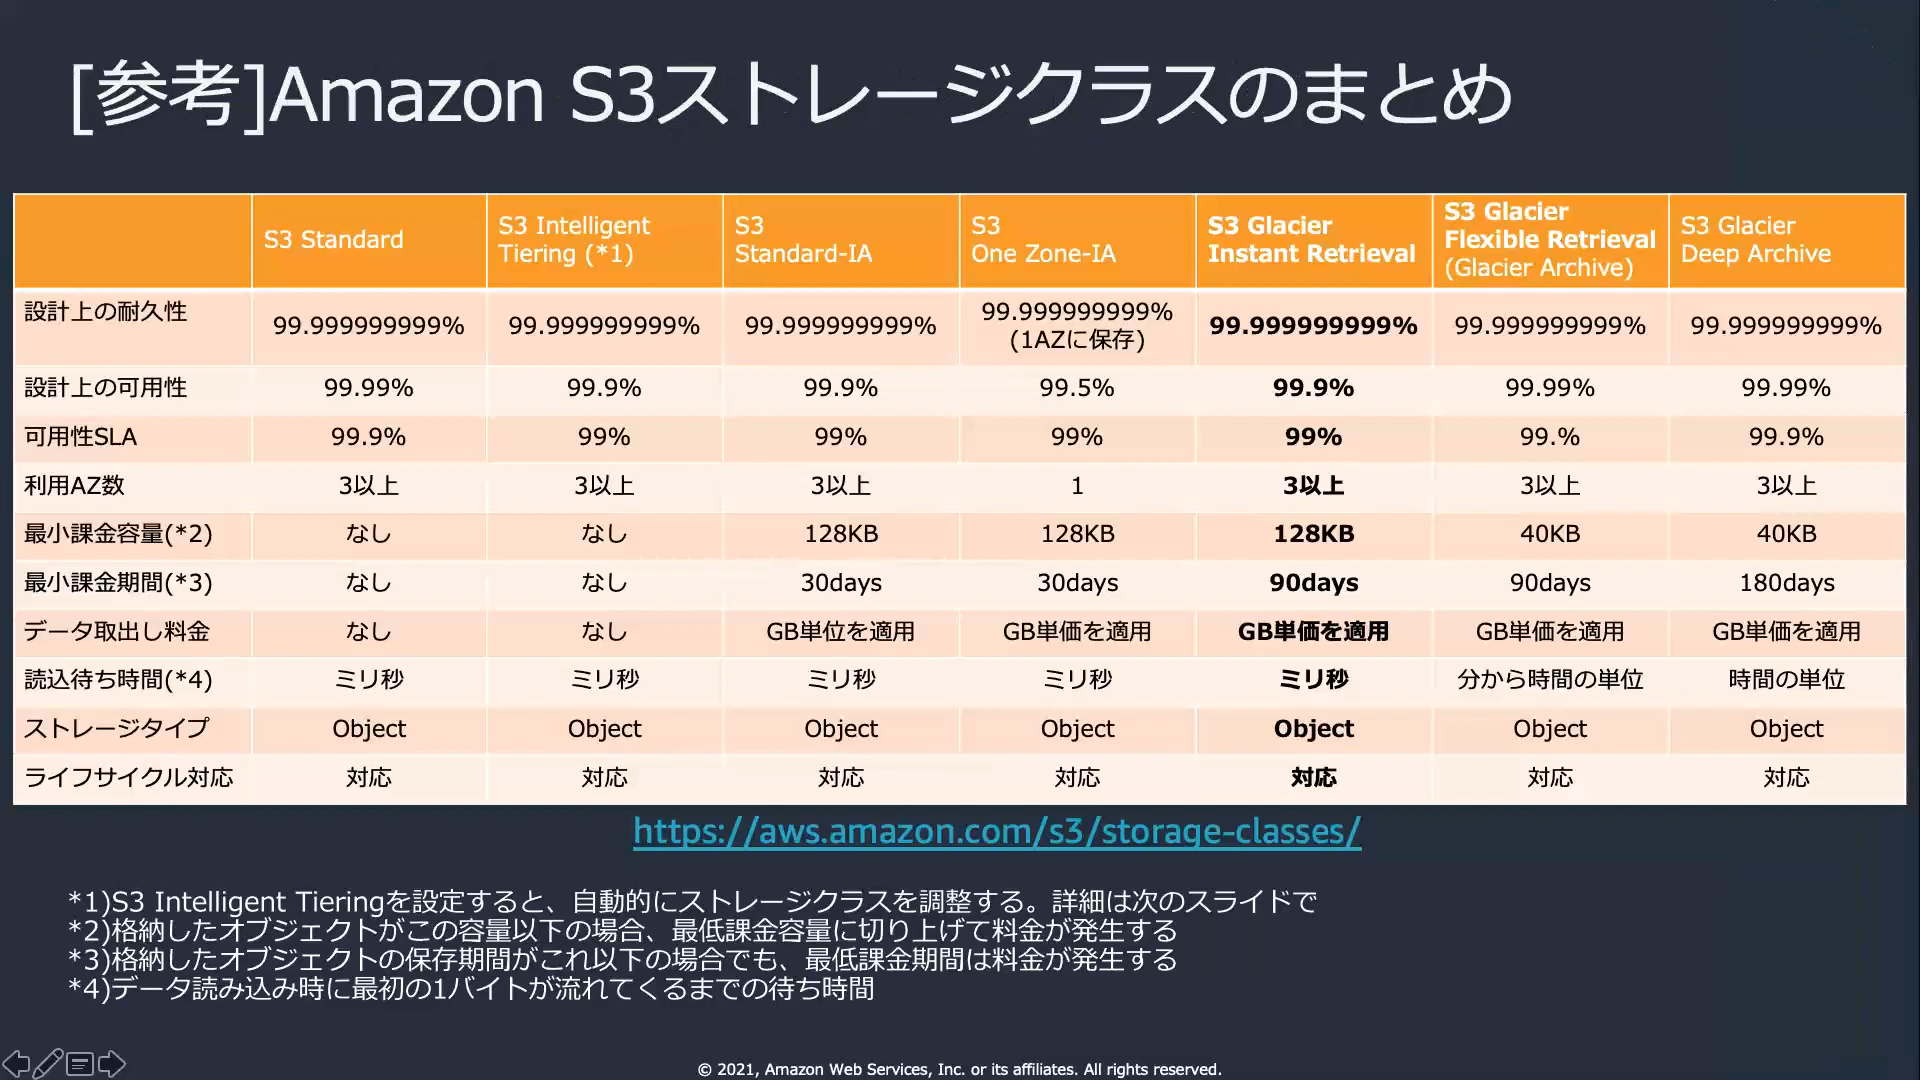 [参考]Amazon S3ストレージクラスのまとめ
S3 Standard
S3 Intelligent
Tiering (*1)
S3
Standard-IA
S3
One Zone-IA
S3 Glacier
Instant Retrieval
S3 Glacier
Flexible Retrieval
(Glacier Archive)
S3 Glacier
Deep Archive
設計上の耐久性 99.999999999% 99.999999999% 99.999999999% 99.999999999% (1AZに保存) 99.999999999% 99.999999999% 99.999999999%
設計上の可用性 99.99% 99.9% 99.9% 99.5% 99.9% 99.99% 99.99%
可用性SLA 99.9% 99% 99% 99% 99% 99.% 99.9%
利用AZ数 3以上 3以上 3以上 1 3以上 3以上 3以上
最小課金容量(*2) なし なし 128KB 128KB 128KB 40KB 40KB
最小課金期間(*3) なし なし 30days 30days 90days 90days 180days
データ取出し料金 なし なし GB単位を適用 GB単価を適用 GB単価を適用 GB単価を適用 GB単価を適用
読込待ち時間(*4) ミリ秒 ミリ秒 ミリ秒 ミリ秒 ミリ秒 分から時間の単位 時間の単位
ストレージタイプ Object Object Object Object Object Object Object
ライフサイクル対応 対応 対応 対応 対応 対応 対応 対応
https://aws.amazon.com/s3/storage-classes/
*1)S3 Intelligent Tieringを設定すると、自動的にストレージクラスを調整する。詳細は次のスライドで
*2)格納したオブジェクトがこの容量以下の場合、最低課金容量に切り上げて料金が発生する
*3)格納したオブジェクトの保存期間がこれ以下の場合でも、最低課金期間は料金が発生する
*4)データ読み込み時に最初の1バイトが流れてくるまでの待ち時間
© 2021, Amazon Web Services, Inc. or its affiliates. All rights reserved.